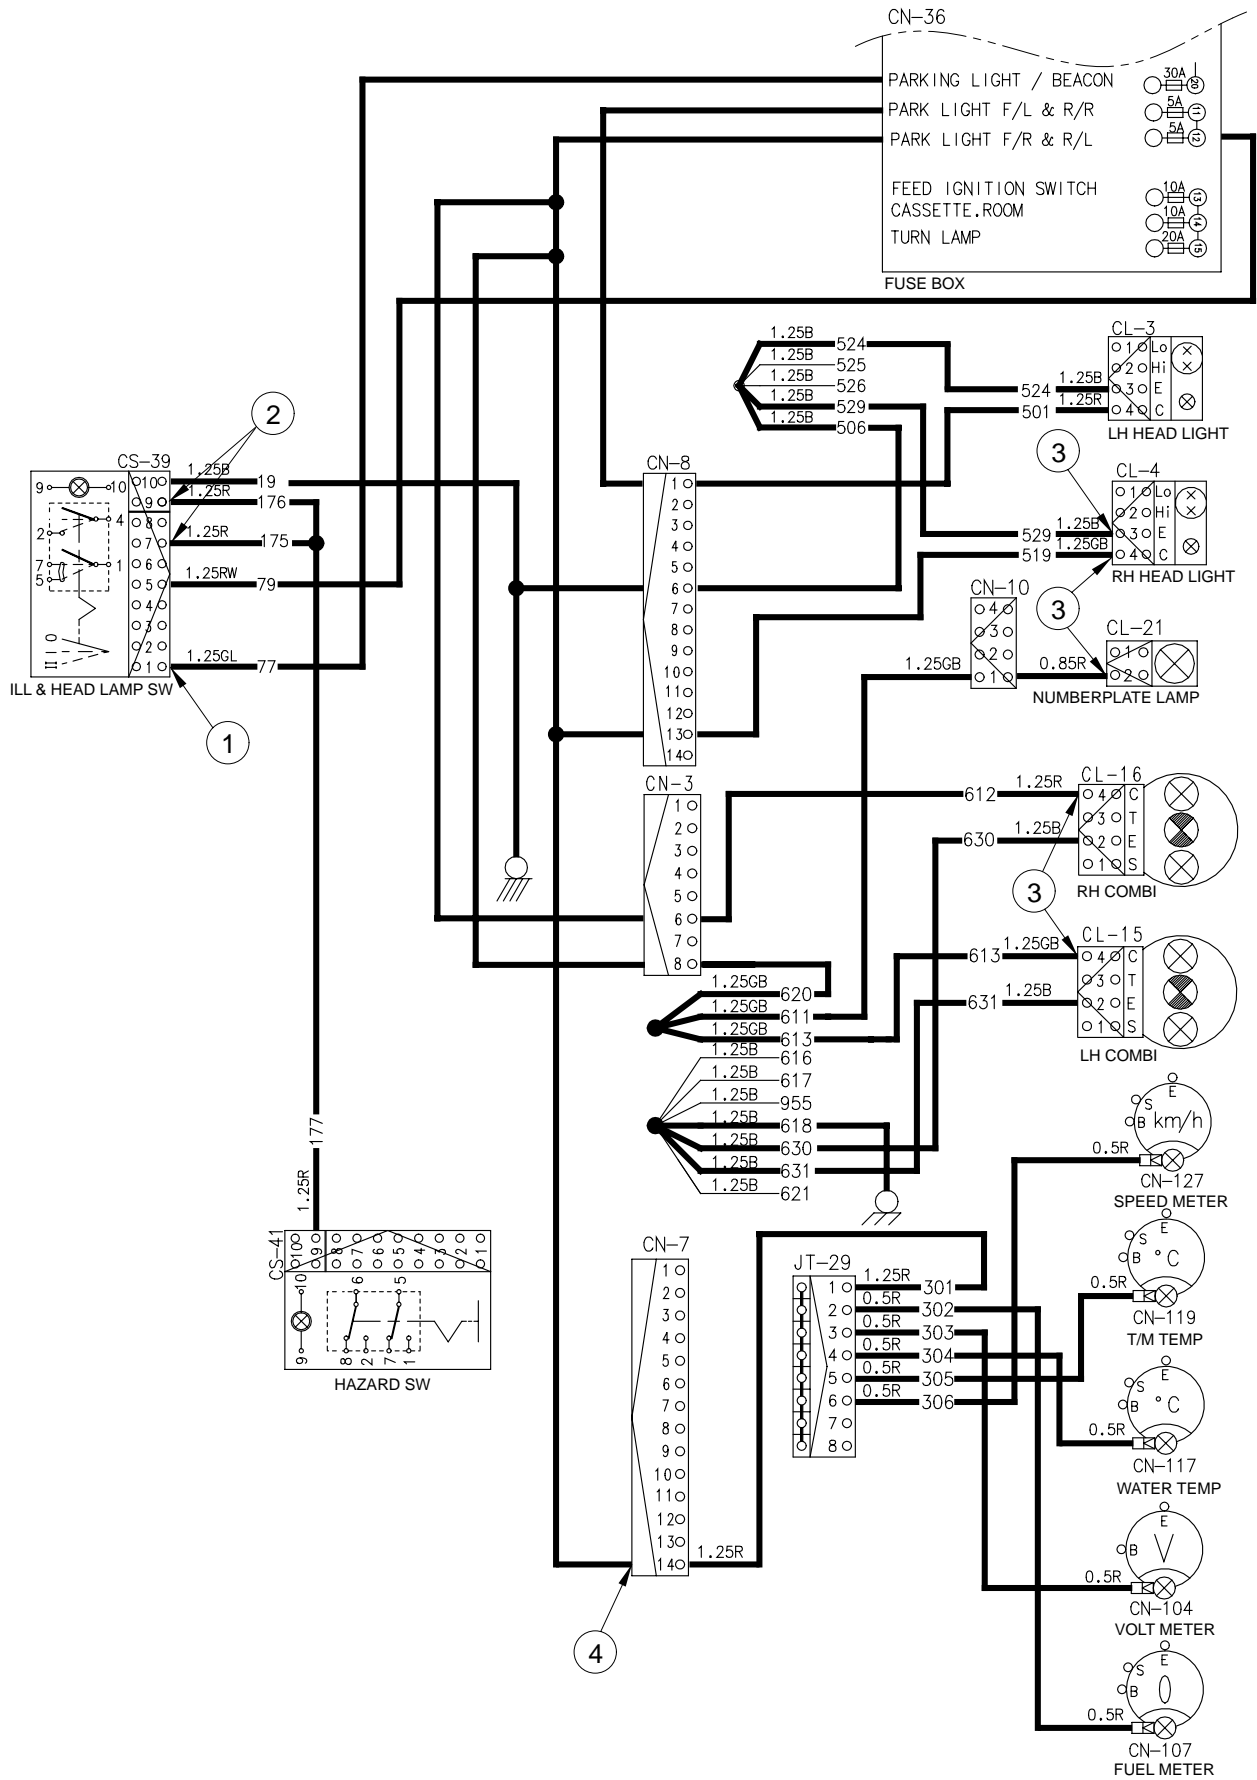 CN-36
PARKING LIGHT / BEACON
30A
20
PARK LIGHT F/L & R/R
5A
11
PARK LIGHT F/R & R/L
5A
12
FEED IGNITION SWITCH
10A
13
CASSETTE.ROOM
10A
14
TURN LAMP
20A
15
FUSE BOX
1.25B
524
1.25B
525
1.25B
526
1.25B
529
1.25B
506
CL-3
1 Lo
2 Hi
3 E
4 C
524
1.25B
501
1.25R
LH HEAD LIGHT
2
3
CL-4
1 Lo
2 Hi
3 E
4 C
529
1.25B
519
1.25GB
RH HEAD LIGHT
3
CS-39
1.25B
19
1.25R
176
1.25R
175
1.25RW
79
1.25GL
77
10
9
8
7
6
5
4
3
2
1
9
10
2
4
7
5
1
O
I
II
ILL & HEAD LAMP SW
1
CN-8
1
2
3
4
5
6
7
8
9
10
11
12
13
14
CN-10
4
3
2
1
1.25GB
0.85R
CL-21
1
2
NUMBERPLATE LAMP
CN-3
1
2
3
4
5
6
7
8
612
1.25R
630
1.25B
CL-16
4 C
3 T
2 E
1 S
RH COMBI
3
613
1.25GB
631
1.25B
CL-15
4 C
3 T
2 E
1 S
LH COMBI
1.25GB
620
1.25GB
611
1.25GB
613
1.25B
616
1.25B
617
1.25B
955
1.25B
618
1.25B
630
1.25B
631
1.25B
621
177
1.25R
CS-41
10
9
8
7
6
5
4
3
2
1
10
6
5
9
8
2
7
1
HAZARD SW
CN-7
1
2
3
4
5
6
7
8
9
10
11
12
13
14
1.25R
4
JT-29
1
2
3
4
5
6
7
8
1.25R
301
0.5R
302
0.5R
303
0.5R
304
0.5R
305
0.5R
306
E
S
B
km/h
0.5R
CN-127
SPEED METER
E
S
B
°C
0.5R
CN-119
T/M TEMP
E
S
B
°C
0.5R
CN-117
WATER TEMP
E
B
V
0.5R
CN-104
VOLT METER
E
S
B
0.5R
CN-107
FUEL METER